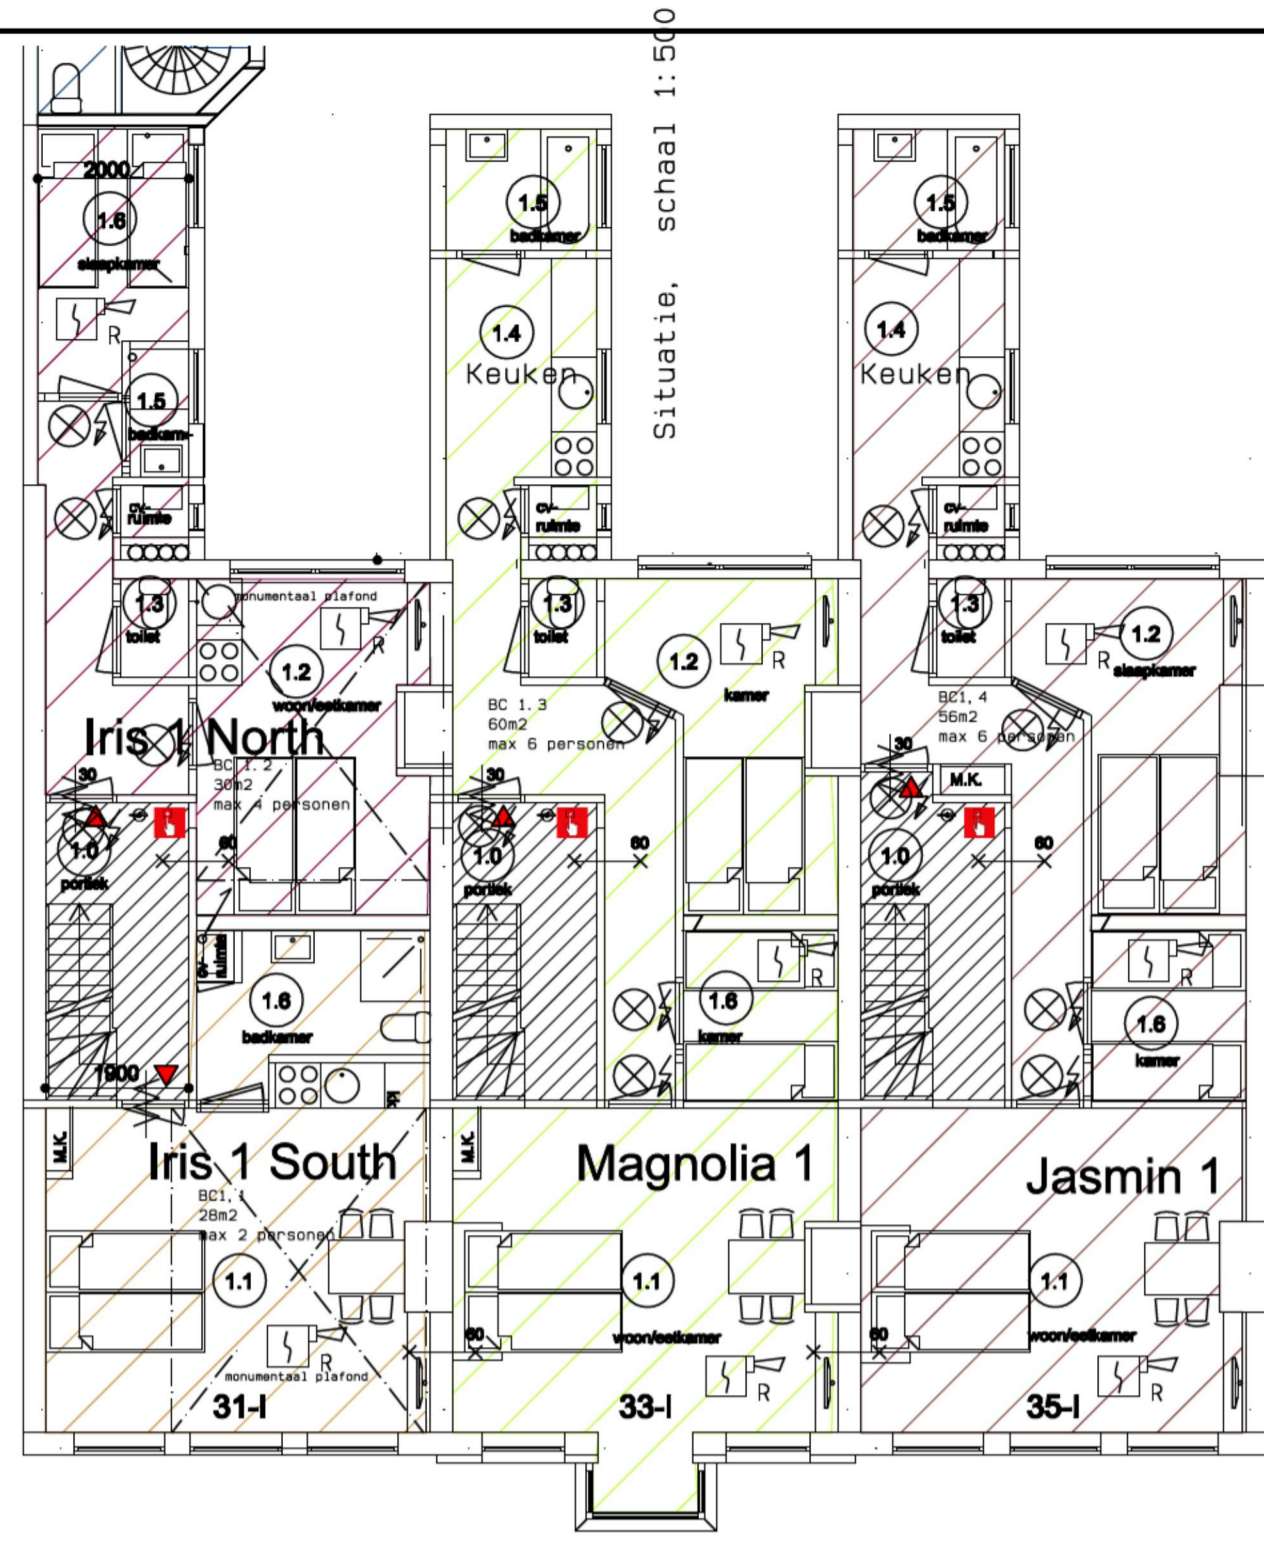 Situatie, schaal 1:500
2000
1.6
slaapkamer
R
1.5
badkamer
cv-
ruimte
1.3
toilet
monumentaal plafond
R
1.2
woon/eetkamer
Iris 1 North
BC 1.2
30m2
max 4 personen
30
1.0
portiek
60
cv-
ruimte
1.6
badkamer
kk
1900
M.K.
Iris 1 South
BC1,1
28m2
max 2 personen
1.1
R
monumentaal plafond
31-I
1.5
badkamer
1.4
Keuken
cv-
ruimte
1.3
toilet
1.2
R
kamer
BC 1.3
60m2
max 6 personen
30
1.0
portiek
60
R
1.6
kamer
M.K.
Magnolia 1
1.1
60
woon/eetkamer
R
33-I
1.5
badkamer
1.4
Keuken
cv-
ruimte
1.3
toilet
1.2
R
slaapkamer
BC1,4
56m2
max 6 personen
30
M.K.
1.0
portiek
60
R
1.6
kamer
Jasmin 1
1.1
60
woon/eetkamer
R
35-I